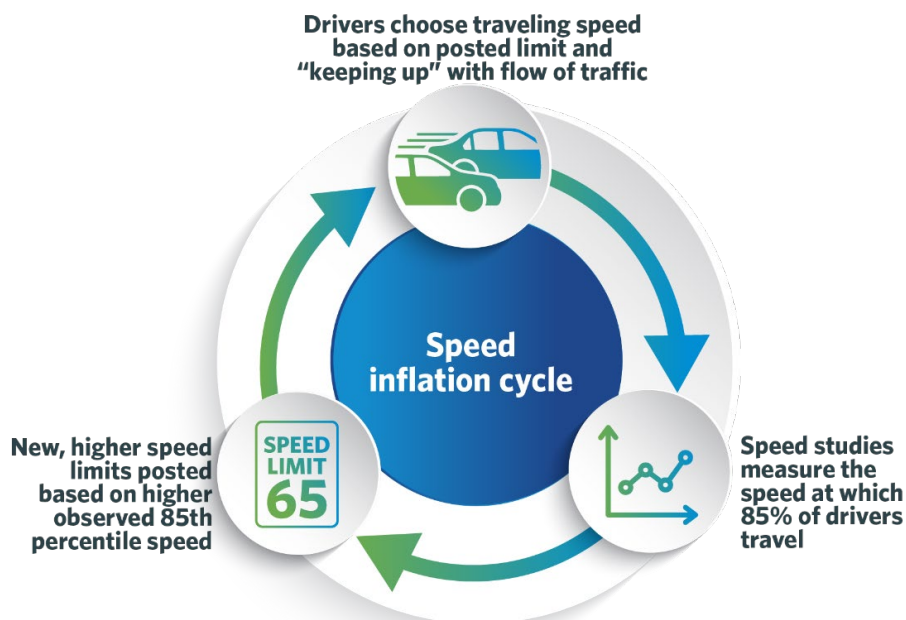 Drivers choose traveling speed
based on posted limit and
“keeping up” with flow of traffic
Speed
inflation cycle
Speed studies
measure the
speed at which
85% of drivers
travel
New, higher speed
limits posted
based on higher
observed 85th
percentile speed
SPEED
LIMIT
65